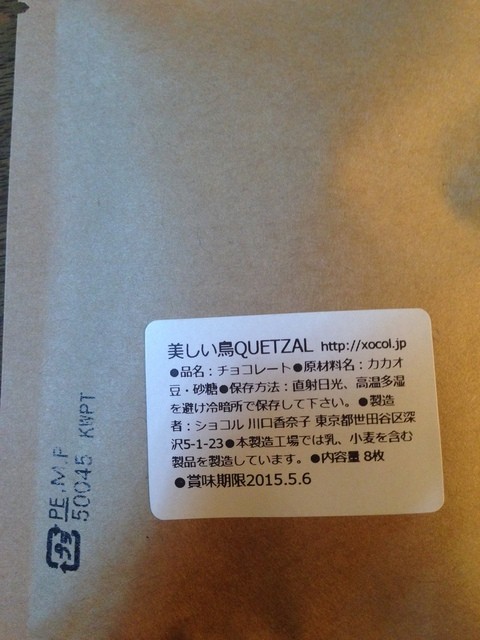 美しい鳥QUETZAL http://xocol.jp
●品名：チョコレート●原材料名：カカオ
豆・砂糖●保存方法：直射日光、高温多湿
を避け冷暗所で保存して下さい。●製造
者：ショコル 川口香奈子 東京都世田谷区深
沢5-1-23●本製造工場では乳、小麦を含む
製品を製造しています。●内容量 8枚
●賞味期限2015.5.6
プラ
PE,M,P
50045 KWPT